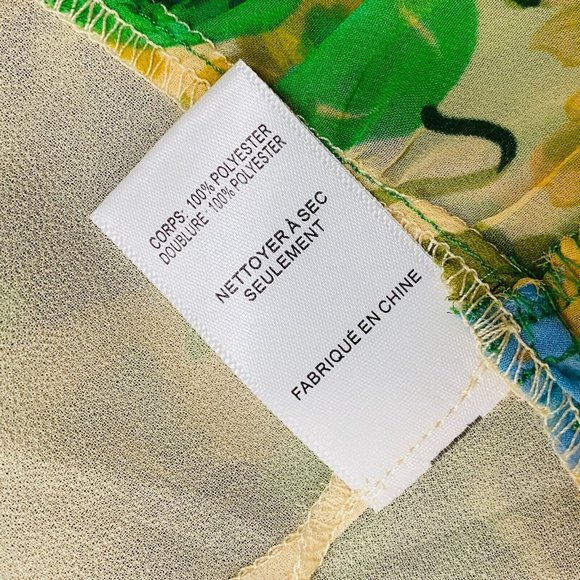 CORPS: 100% POLYESTER
DOUBLURE: 100% POLYESTER
NETTOYER À SEC
SEULEMENT
FABRIQUÉ EN CHINE